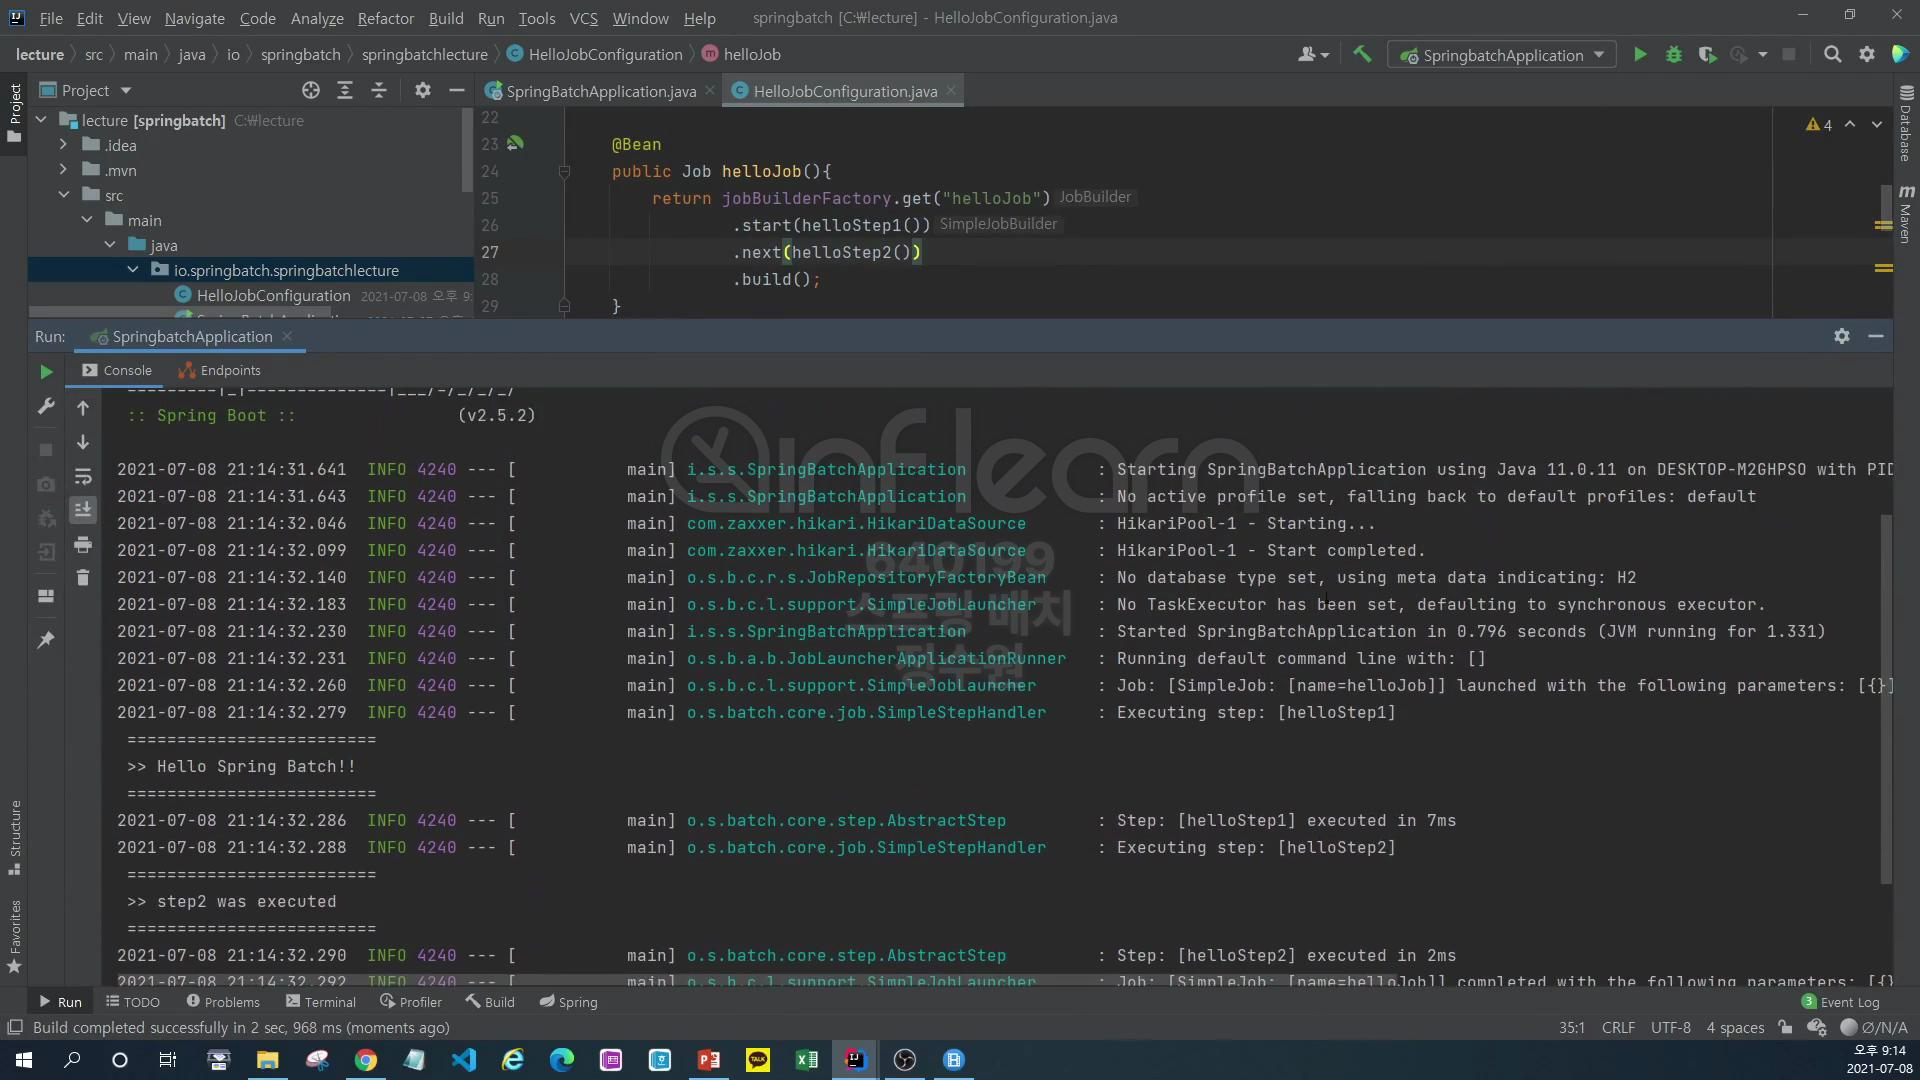 File Edit View Navigate Code Analyze Refactor Build Run Tools VCS Window Help springbatch [C:₩lecture] - HelloJobConfiguration.java
lecture src main java io springbatch springbatchlecture HelloJobConfiguration helloJob SpringbatchApplication
Project SpringBatchApplication.java HelloJobConfiguration.java
Project
lecture [springbatch] C:₩lecture
.idea
.mvn
src
main
java
io.springbatch.springbatchlecture
HelloJobConfiguration 2021-07-08 오후 9:
22
23 @Bean
24 public Job helloJob(){
25 return jobBuilderFactory.get("helloJob") JobBuilder
26 .start(helloStep1()) SimpleJobBuilder
27 .next(helloStep2())
28 .build();
29 }
4
Database
Maven
Run: SpringbatchApplication
Console Endpoints
:: Spring Boot :: (v2.5.2)
2021-07-08 21:14:31.641 INFO 4240 --- [ main] i.s.s.SpringBatchApplication : Starting SpringBatchApplication using Java 11.0.11 on DESKTOP-M2GHPSO with PID
2021-07-08 21:14:31.643 INFO 4240 --- [ main] i.s.s.SpringBatchApplication : No active profile set, falling back to default profiles: default
2021-07-08 21:14:32.046 INFO 4240 --- [ main] com.zaxxer.hikari.HikariDataSource : HikariPool-1 - Starting...
2021-07-08 21:14:32.099 INFO 4240 --- [ main] com.zaxxer.hikari.HikariDataSource : HikariPool-1 - Start completed.
2021-07-08 21:14:32.140 INFO 4240 --- [ main] o.s.b.c.r.s.JobRepositoryFactoryBean : No database type set, using meta data indicating: H2
2021-07-08 21:14:32.183 INFO 4240 --- [ main] o.s.b.c.l.support.SimpleJobLauncher : No TaskExecutor has been set, defaulting to synchronous executor.
2021-07-08 21:14:32.230 INFO 4240 --- [ main] i.s.s.SpringBatchApplication : Started SpringBatchApplication in 0.796 seconds (JVM running for 1.331)
2021-07-08 21:14:32.231 INFO 4240 --- [ main] o.s.b.a.b.JobLauncherApplicationRunner : Running default command line with: []
2021-07-08 21:14:32.260 INFO 4240 --- [ main] o.s.b.c.l.support.SimpleJobLauncher : Job: [SimpleJob: [name=helloJob]] launched with the following parameters: [{}]
2021-07-08 21:14:32.279 INFO 4240 --- [ main] o.s.batch.core.job.SimpleStepHandler : Executing step: [helloStep1]
=========================
>> Hello Spring Batch!!
=========================
2021-07-08 21:14:32.286 INFO 4240 --- [ main] o.s.batch.core.step.AbstractStep : Step: [helloStep1] executed in 7ms
2021-07-08 21:14:32.288 INFO 4240 --- [ main] o.s.batch.core.job.SimpleStepHandler : Executing step: [helloStep2]
=========================
>> step2 was executed
=========================
2021-07-08 21:14:32.290 INFO 4240 --- [ main] o.s.batch.core.step.AbstractStep : Step: [helloStep2] executed in 2ms
2021-07-08 21:14:32.292 INFO 4240 --- [ main] o.s.b.c.l.support.SimpleJobLauncher : Job: [SimpleJob: [name=helloJob]] completed with the following parameters: [{}
inflearn
640199
스프링 배치
정수원
Structure
Favorites
Run TODO Problems Terminal Profiler Build Spring 3 Event Log
Build completed successfully in 2 sec, 968 ms (moments ago) 35:1 CRLF UTF-8 4 spaces Ø/N/A
TALK
오후 9:14
2021-07-08